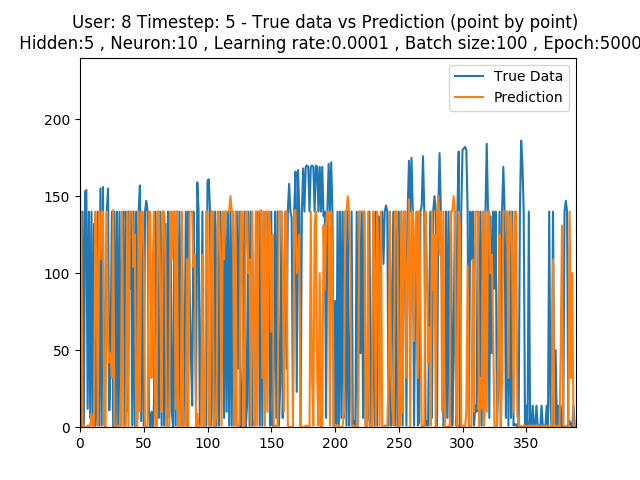 User: 8 Timestep: 5 - True data vs Prediction (point by point)
Hidden:5 , Neuron:10 , Learning rate:0.0001 , Batch size:100 , Epoch:5000
True Data
Prediction
200
150
100
50
0
0 50 100 150 200 250 300 350